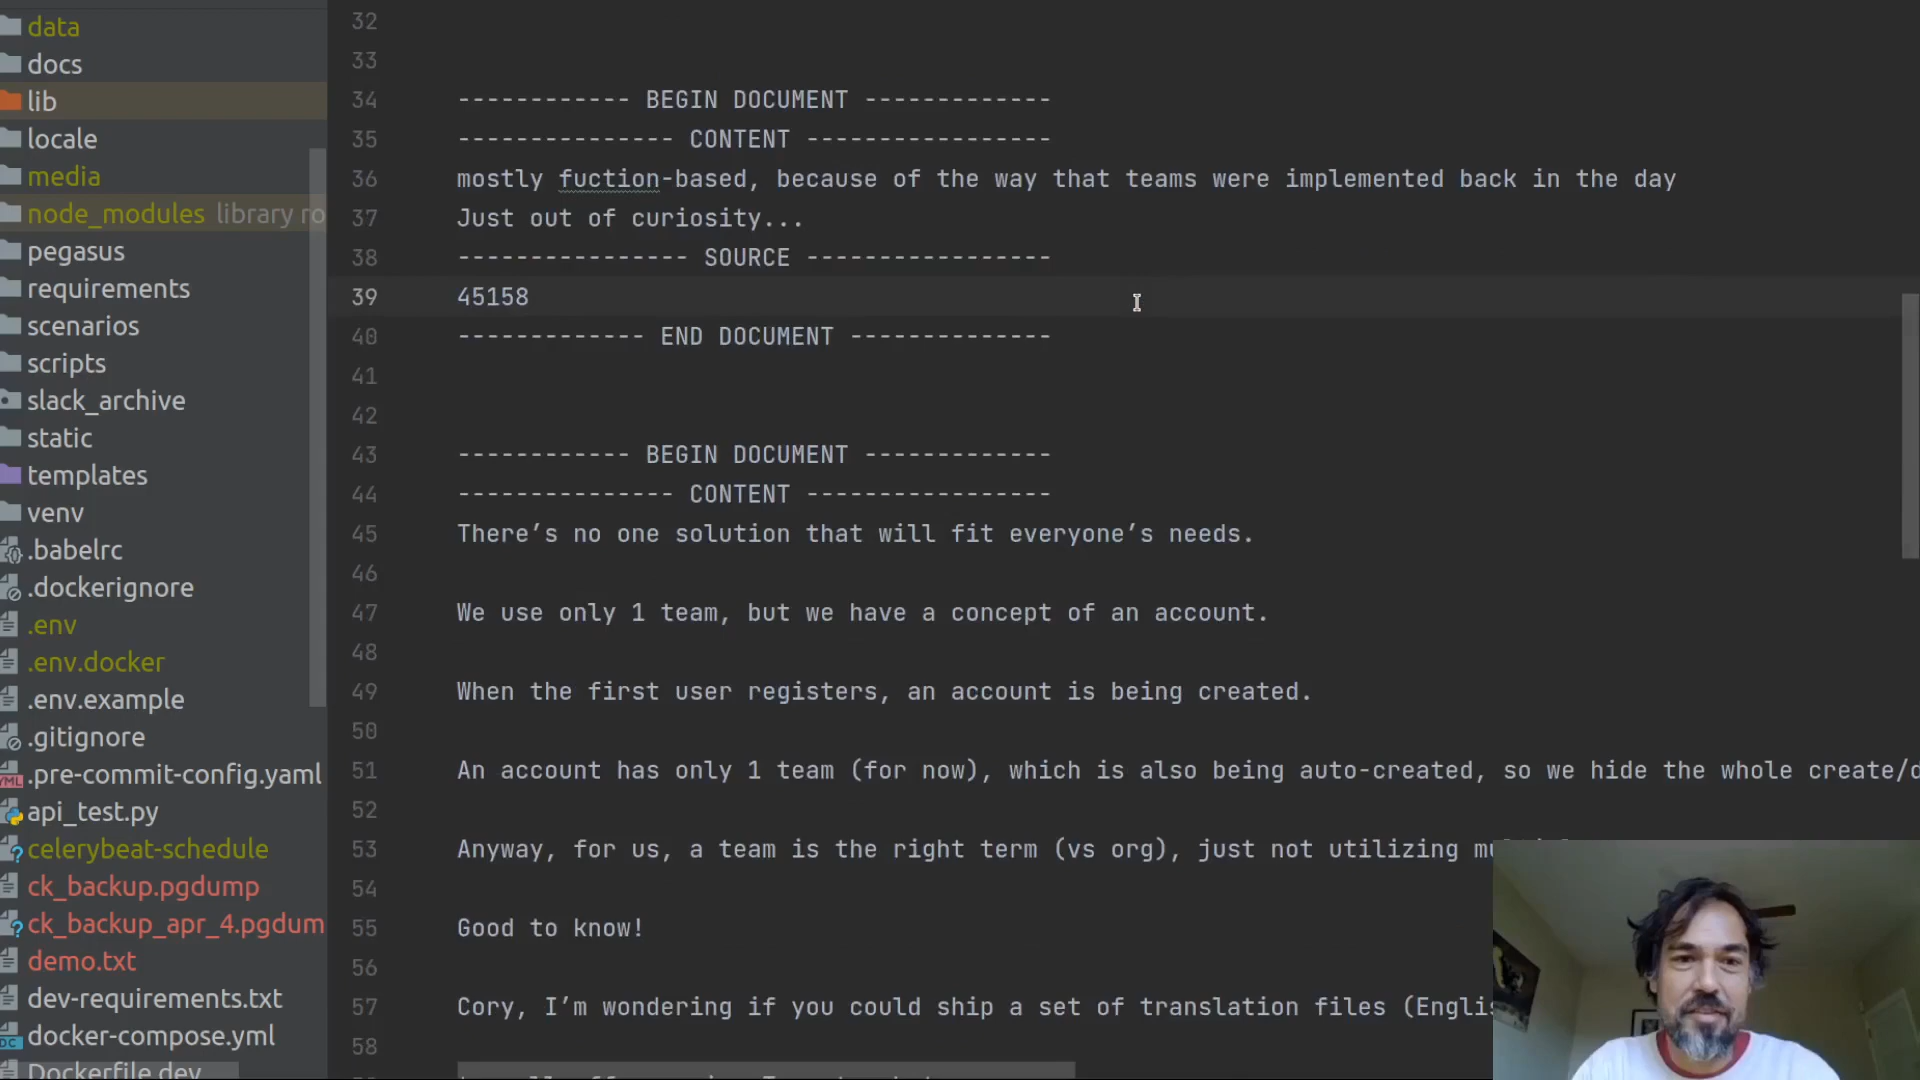 data
docs
lib
locale
media
node_modules library ro
pegasus
requirements
scenarios
scripts
slack_archive
static
templates
venv
.babelrc
.dockerignore
.env
.env.docker
.env.example
.gitignore
.pre-commit-config.yaml
api_test.py
celerybeat-schedule
ck_backup.pgdump
ck_backup_apr_4.pgdum
demo.txt
dev-requirements.txt
docker-compose.yml
Dockerfile.dev
32
33
34 ------------ BEGIN DOCUMENT -------------
35 --------------- CONTENT -----------------
36 mostly fuction-based, because of the way that teams were implemented back in the day
37 Just out of curiosity...
38 ---------------- SOURCE -----------------
39 45158
40 ------------- END DOCUMENT --------------
41
42
43 ------------ BEGIN DOCUMENT -------------
44 --------------- CONTENT -----------------
45 There’s no one solution that will fit everyone’s needs.
46
47 We use only 1 team, but we have a concept of an account.
48
49 When the first user registers, an account is being created.
50
51 An account has only 1 team (for now), which is also being auto-created, so we hide the whole create/d
52
53 Anyway, for us, a team is the right term (vs org), just not utilizing
54
55 Good to know!
56
57 Cory, I’m wondering if you could ship a set of translation files (Englis
58